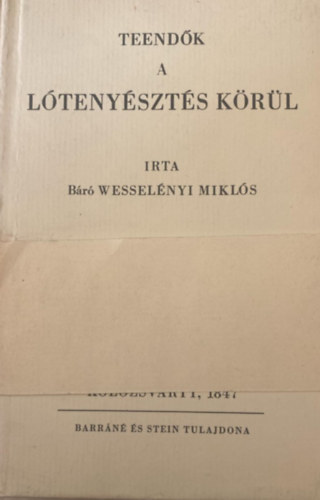 TEENDŐK
A
LÓTENYÉSZTÉS KÖRÜL
IRTA
Báró WESSELÉNYI MIKLÓS
1847
BARRÁNÉ ÉS STEIN TULAJDONA